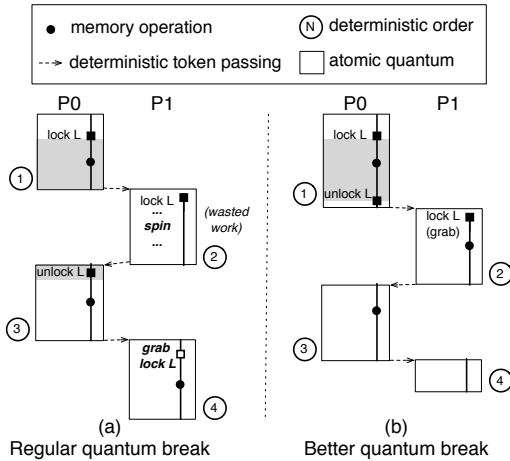 memory operation
N deterministic order
deterministic token passing
atomic quantum
P0 P1
lock L
1
lock L
...
spin
...
(wasted work)
2
unlock L
3
grab lock L
4
(a)
Regular quantum break
P0 P1
lock L
unlock L
1
lock L
(grab)
2
3
4
(b)
Better quantum break